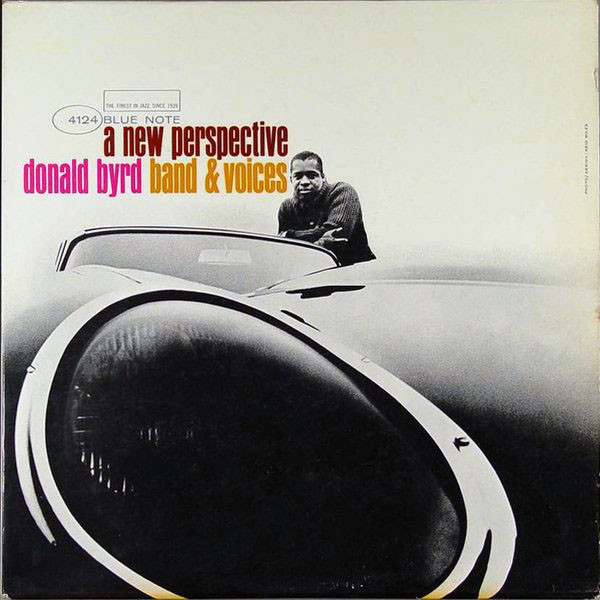 THE FINEST IN JAZZ SINCE 1939
4124 BLUE NOTE
a new perspective
donald byrd band & voices